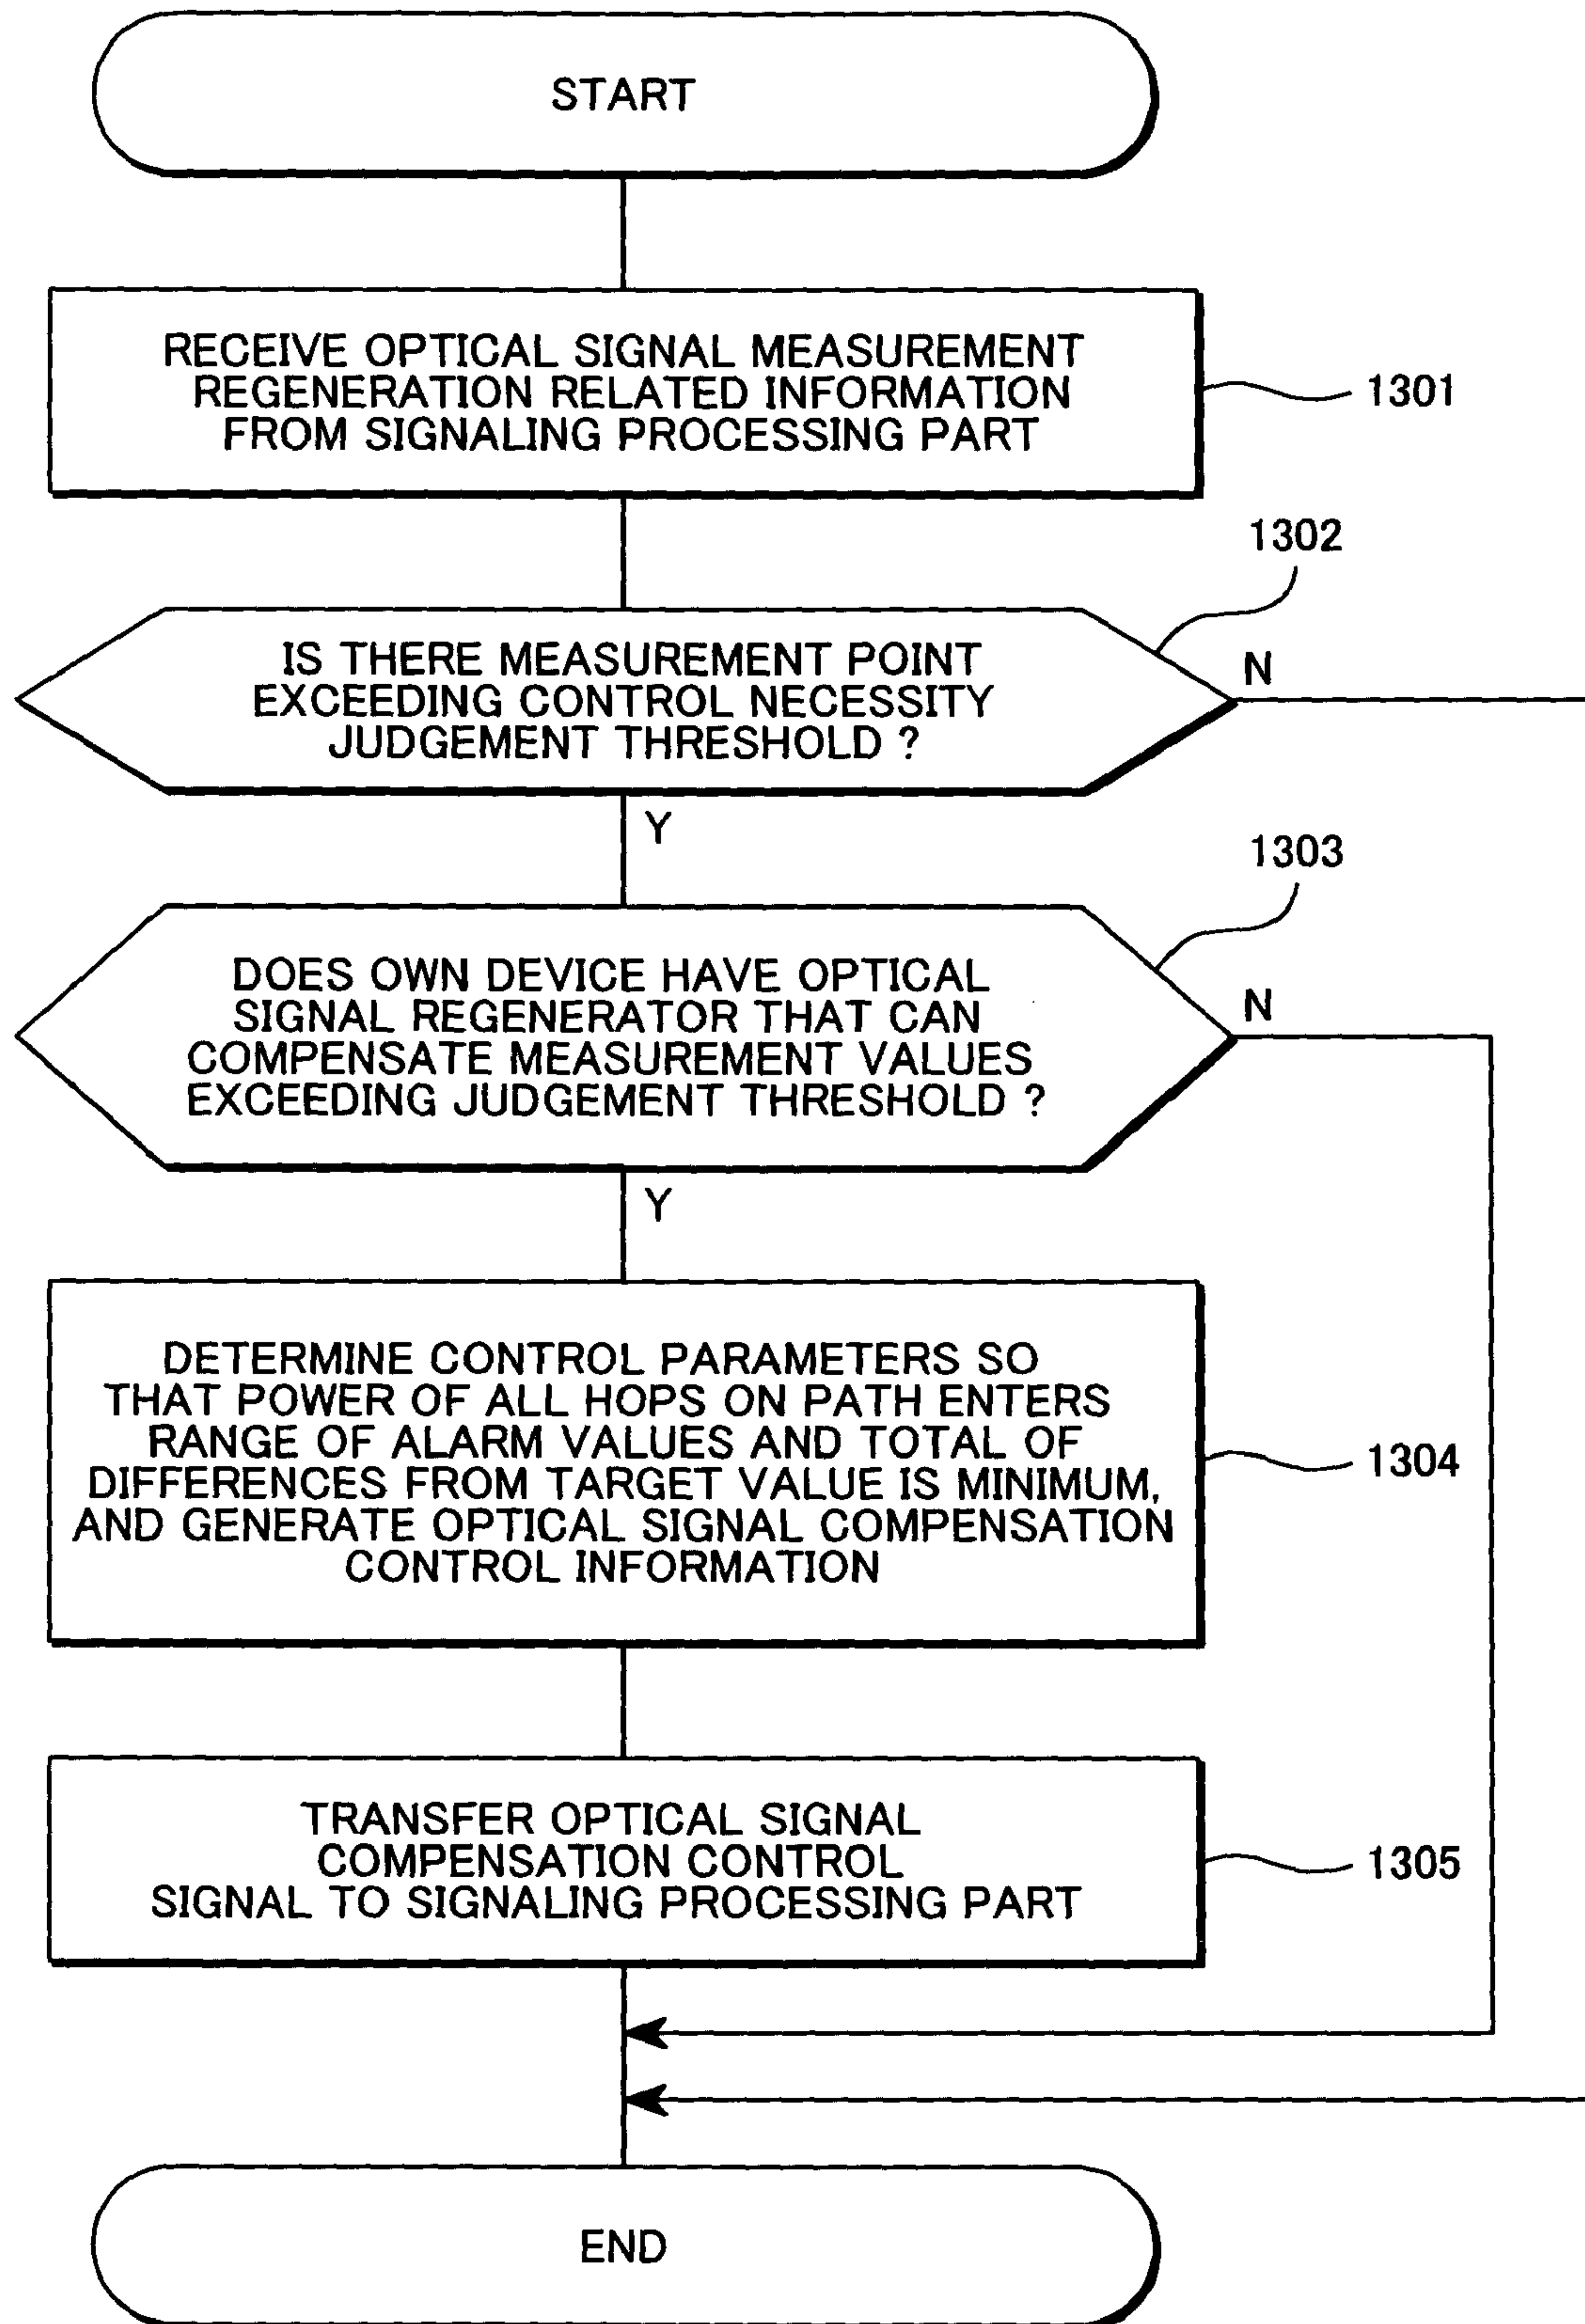 START
RECEIVE OPTICAL SIGNAL MEASUREMENT
REGENERATION RELATED INFORMATION
FROM SIGNALING PROCESSING PART
1301
1302
IS THERE MEASUREMENT POINT
EXCEEDING CONTROL NECESSITY
JUDGEMENT THRESHOLD ?
N
Y
1303
DOES OWN DEVICE HAVE OPTICAL
SIGNAL REGENERATOR THAT CAN
COMPENSATE MEASUREMENT VALUES
EXCEEDING JUDGEMENT THRESHOLD ?
N
Y
DETERMINE CONTROL PARAMETERS SO
THAT POWER OF ALL HOPS ON PATH ENTERS
RANGE OF ALARM VALUES AND TOTAL OF
DIFFERENCES FROM TARGET VALUE IS MINIMUM,
AND GENERATE OPTICAL SIGNAL COMPENSATION
CONTROL INFORMATION
1304
TRANSFER OPTICAL SIGNAL
COMPENSATION CONTROL
SIGNAL TO SIGNALING PROCESSING PART
1305
END